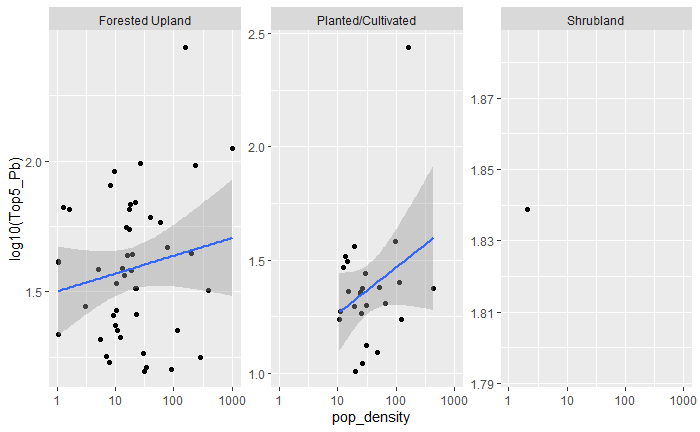 Forested Upland
Planted/Cultivated
Shrubland
log10(Top5_Pb)
2.0
1.5
2.5
2.0
1.5
1.0
1.87
1.85
1.83
1.81
1.79
1 10 100 1000
1 10 100 1000
1 10 100 1000
pop_density